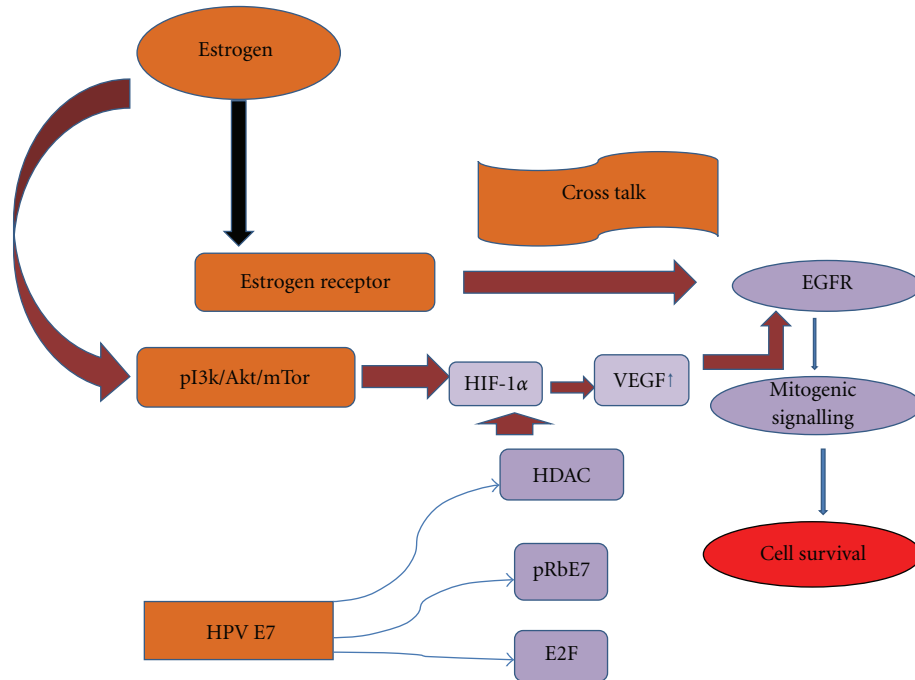 Estrogen
Cross talk
Estrogen receptor
EGFR
pI3k/Akt/mTor
HIF-1α
VEGF↑
Mitogenic
signalling
HDAC
Cell survival
pRbE7
HPV E7
E2F